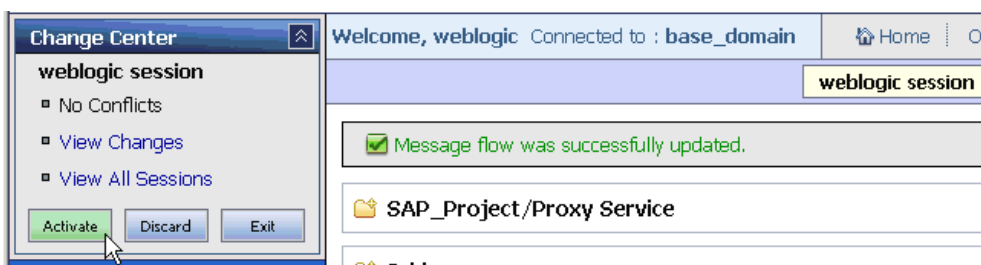 Change Center
weblogic session
No Conflicts
View Changes
View All Sessions
Activate Discard Exit
Welcome, weblogic Connected to : base_domain Home
weblogic session
Message flow was successfully updated.
SAP_Project/Proxy Service